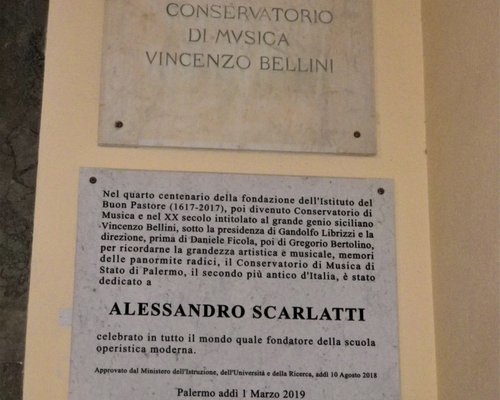 CONSERVATORIO
DI MVSICA
VINCENZO BELLINI
Nel quarto centenario della fondazione dell'Istituto del
Buon Pastore (1617-2017), poi divenuto Conservatorio di
Musica e nel XX secolo intitolato al grande genio siciliano
Vincenzo Bellini, sotto la presidenza di Gandolfo Librizzi e la
direzione, prima di Daniele Ficola, poi di Gregorio Bertolino,
per ricordarne la grandezza artistica e musicale, memori
delle panormite radici, il Conservatorio di Musica di
Stato di Palermo, il secondo più antico d'Italia, è stato
dedicato a
ALESSANDRO SCARLATTI
celebrato in tutto il mondo quale fondatore della scuola
operistica moderna.
Approvato dal Ministero dell'Istruzione, dell'Università e della Ricerca, addì 10 Agosto 2018
Palermo addì 1 Marzo 2019